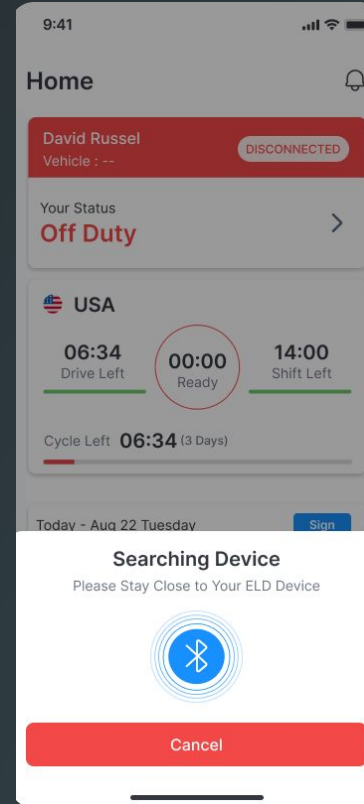 9:41
Home
David Russel
DISCONNECTED
Vehicle : --
Your Status
Off Duty
USA
06:34
Drive Left
00:00
Ready
14:00
Shift Left
Cycle Left 06:34 (3 Days)
Today - Aug 22 Tuesday
Sign
Searching Device
Please Stay Close to Your ELD Device
Cancel